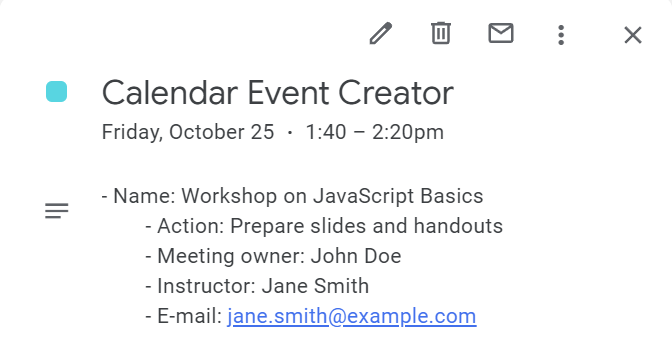 Calendar Event Creator
Friday, October 25 · 1:40 – 2:20pm
- Name: Workshop on JavaScript Basics
- Action: Prepare slides and handouts
- Meeting owner: John Doe
- Instructor: Jane Smith
- E-mail: jane.smith@example.com